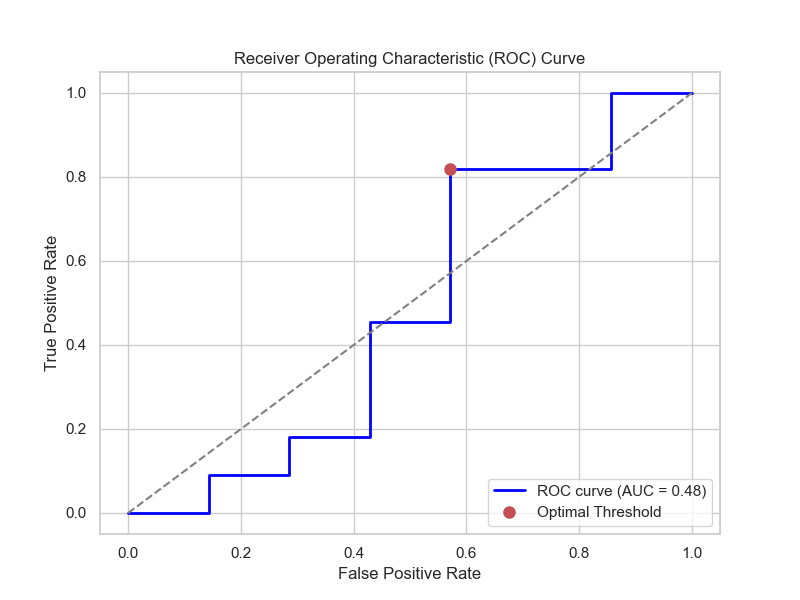 Receiver Operating Characteristic (ROC) Curve
1.0
0.8
0.6
0.4
0.2
0.0
True Positive Rate
0.0 0.2 0.4 0.6 0.8 1.0
False Positive Rate
ROC curve (AUC = 0.48)
Optimal Threshold